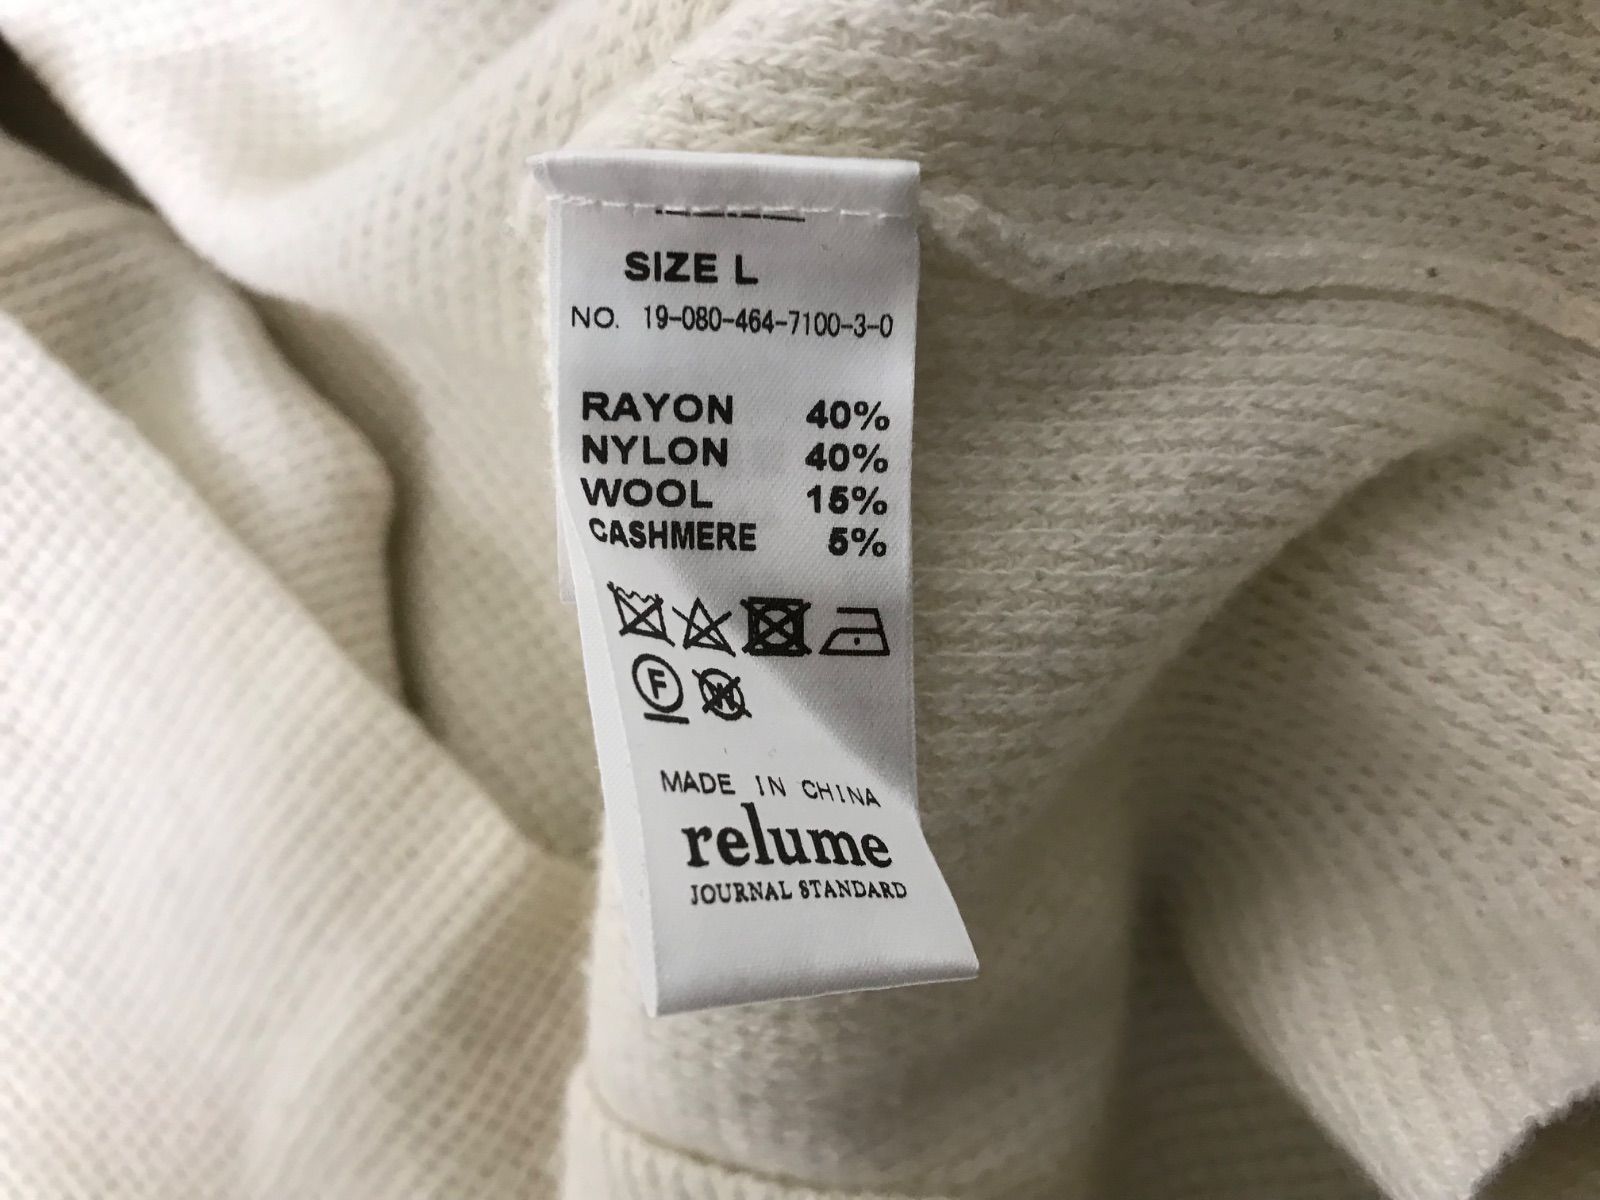 SIZE L
NO. 19-080-464-7100-3-0
RAYON 40%
NYLON 40%
WOOL 15%
CASHMERE 5%
F W
MADE IN CHINA
relume
JOURNAL STANDARD